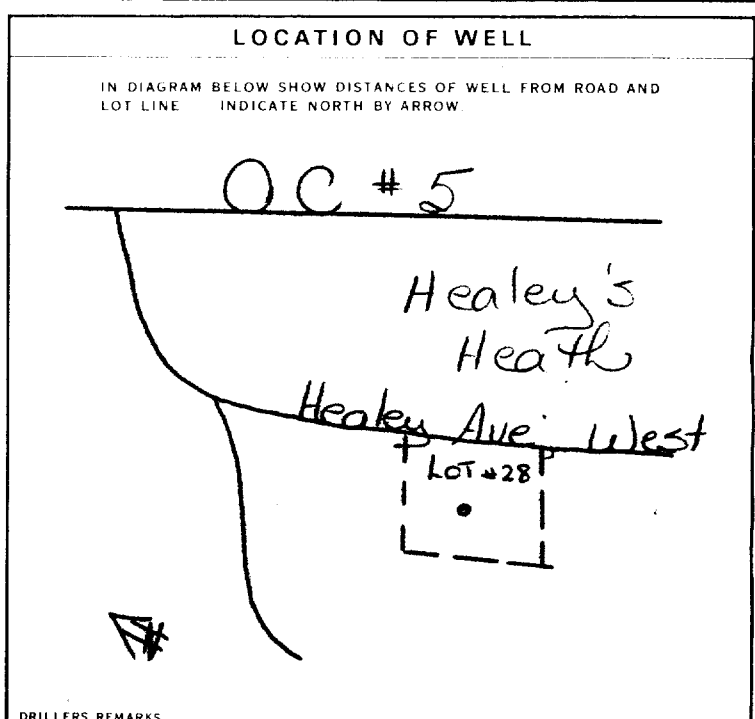 LOCATION OF WELL
IN DIAGRAM BELOW SHOW DISTANCES OF WELL FROM ROAD AND
LOT LINE INDICATE NORTH BY ARROW.
OC #5
Healey's
Heath
Healey Ave. West
LOT #28
N
DRILLERS REMARKS